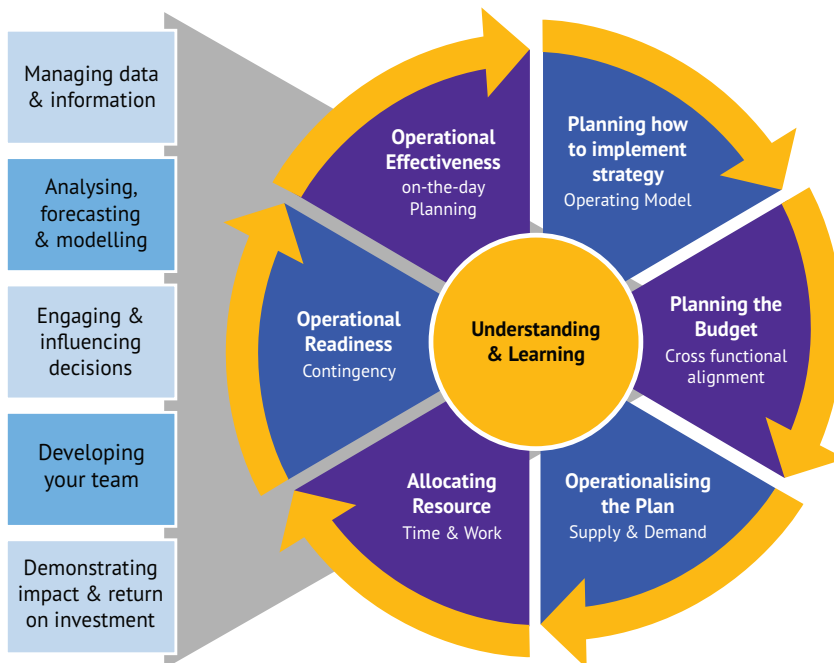 Managing data
& information
Analysing,
forecasting
& modelling
Engaging &
influencing
decisions
Developing
your team
Demonstrating
impact & return
on investment
Operational
Effectiveness
on-the-day
Planning
Planning how
to implement
strategy
Operating Model
Planning the
Budget
Cross functional
alignment
Operationalising
the Plan
Supply & Demand
Allocating
Resource
Time & Work
Operational
Readiness
Contingency
Understanding
& Learning